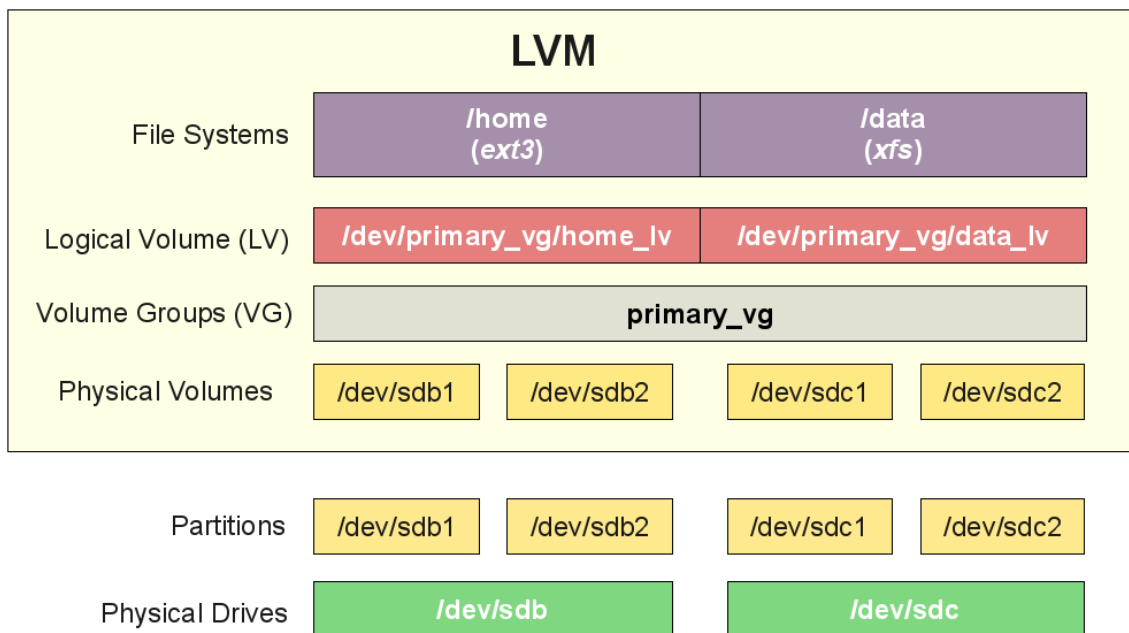 LVM
File Systems
/home
(ext3)
/data
(xfs)
Logical Volume (LV)
/dev/primary_vg/home_lv
/dev/primary_vg/data_lv
Volume Groups (VG)
primary_vg
Physical Volumes
/dev/sdb1
/dev/sdb2
/dev/sdc1
/dev/sdc2
Partitions
/dev/sdb1
/dev/sdb2
/dev/sdc1
/dev/sdc2
Physical Drives
/dev/sdb
/dev/sdc